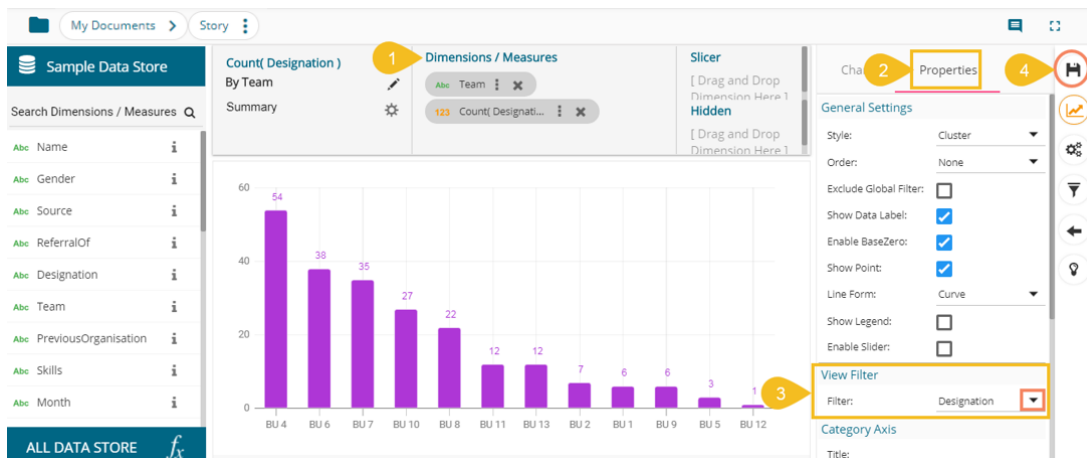 My Documents
Story
Sample Data Store
Search Dimensions / Measures
Abc Name i
Abc Gender i
Abc Source i
Abc ReferralOf i
Abc Designation i
Abc Team i
Abc PreviousOrganisation i
Abc Skills i
Abc Month i
ALL DATA STORE fx
Count( Designation )
By Team
Summary
1
Dimensions / Measures
Abc Team
123 Count( Designati...
Slicer
[ Drag and Drop
Dimension Here ]
Hidden
[ Drag and Drop
Dimension Here ]
60
40
20
0
54
38
35
27
22
12
12
7
6
6
3
1
BU 4
BU 6
BU 7
BU 10
BU 8
BU 11
BU 13
BU 2
BU 1
BU 9
BU 5
BU 12
2
Properties
4
General Settings
Style: Cluster
Order: None
Exclude Global Filter:
Show Data Label:
Enable BaseZero:
Show Point:
Line Form: Curve
Show Legend:
Enable Slider:
3
View Filter
Filter: Designation
Category Axis
Title: